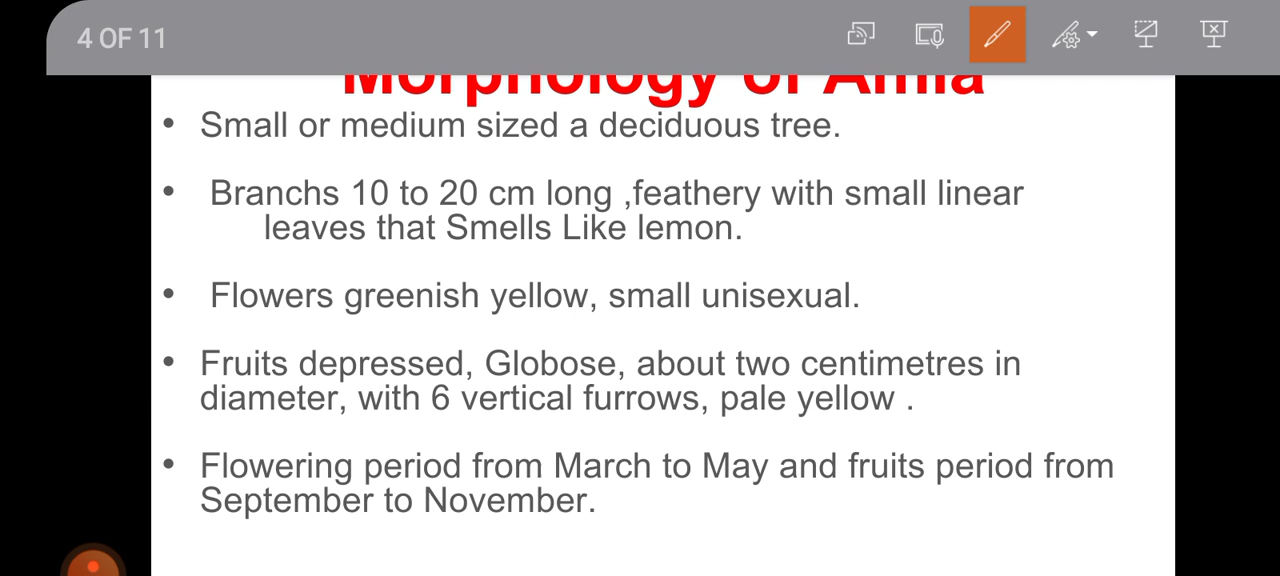 4 OF 11
Morphology of Amla
• Small or medium sized a deciduous tree.
• Branchs 10 to 20 cm long ,feathery with small linear
leaves that Smells Like lemon.
• Flowers greenish yellow, small unisexual.
• Fruits depressed, Globose, about two centimetres in
diameter, with 6 vertical furrows, pale yellow .
• Flowering period from March to May and fruits period from
September to November.